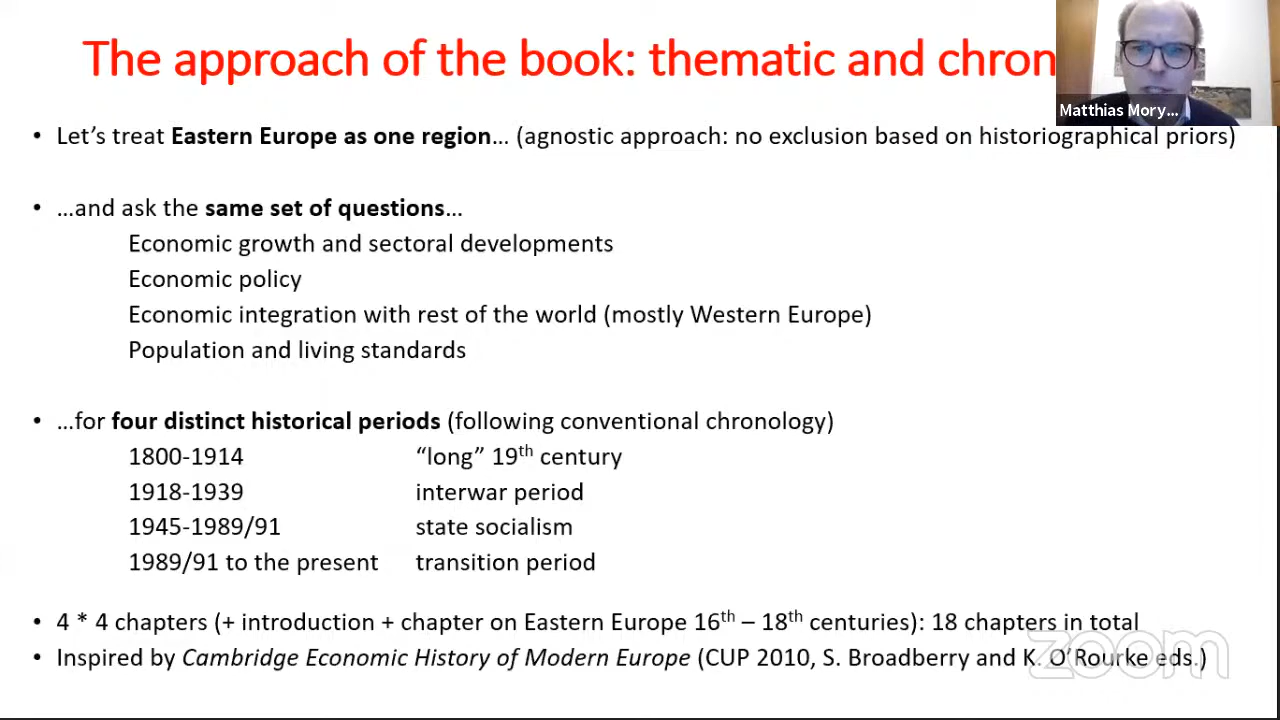 The approach of the book: thematic and chron
Matthias Mory...
• Let’s treat Eastern Europe as one region… (agnostic approach: no exclusion based on historiographical priors)
• …and ask the same set of questions…
Economic growth and sectoral developments
Economic policy
Economic integration with rest of the world (mostly Western Europe)
Population and living standards
• …for four distinct historical periods (following conventional chronology)
1800-1914 “long” 19th century
1918-1939 interwar period
1945-1989/91 state socialism
1989/91 to the present transition period
• 4 * 4 chapters (+ introduction + chapter on Eastern Europe 16th – 18th centuries): 18 chapters in total
• Inspired by Cambridge Economic History of Modern Europe (CUP 2010, S. Broadberry and K. O’Rourke eds.)
zoom